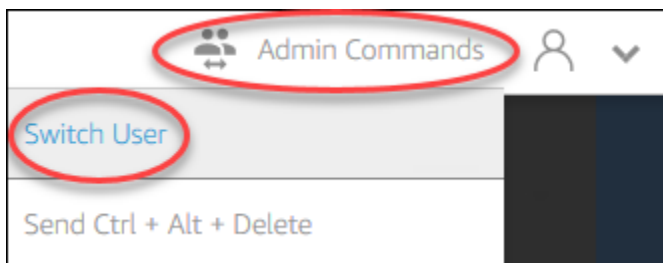 Admin Commands
Switch User
Send Ctrl + Alt + Delete